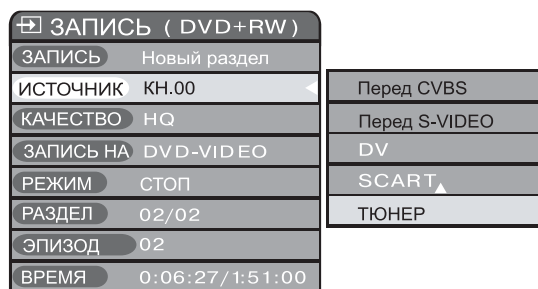 ЗАПИСЬ ( DVD+RW )
ЗАПИСЬ Новый раздел
ИСТОЧНИК КН.00
КАЧЕСТВО HQ
ЗАПИСЬ НА DVD-VIDEO
РЕЖИМ СТОП
РАЗДЕЛ 02/02
ЭПИЗОД 02
ВРЕМЯ 0:06:27/1:51:00
Перед CVBS
Перед S-VIDEO
DV
SCART
ТЮНЕР